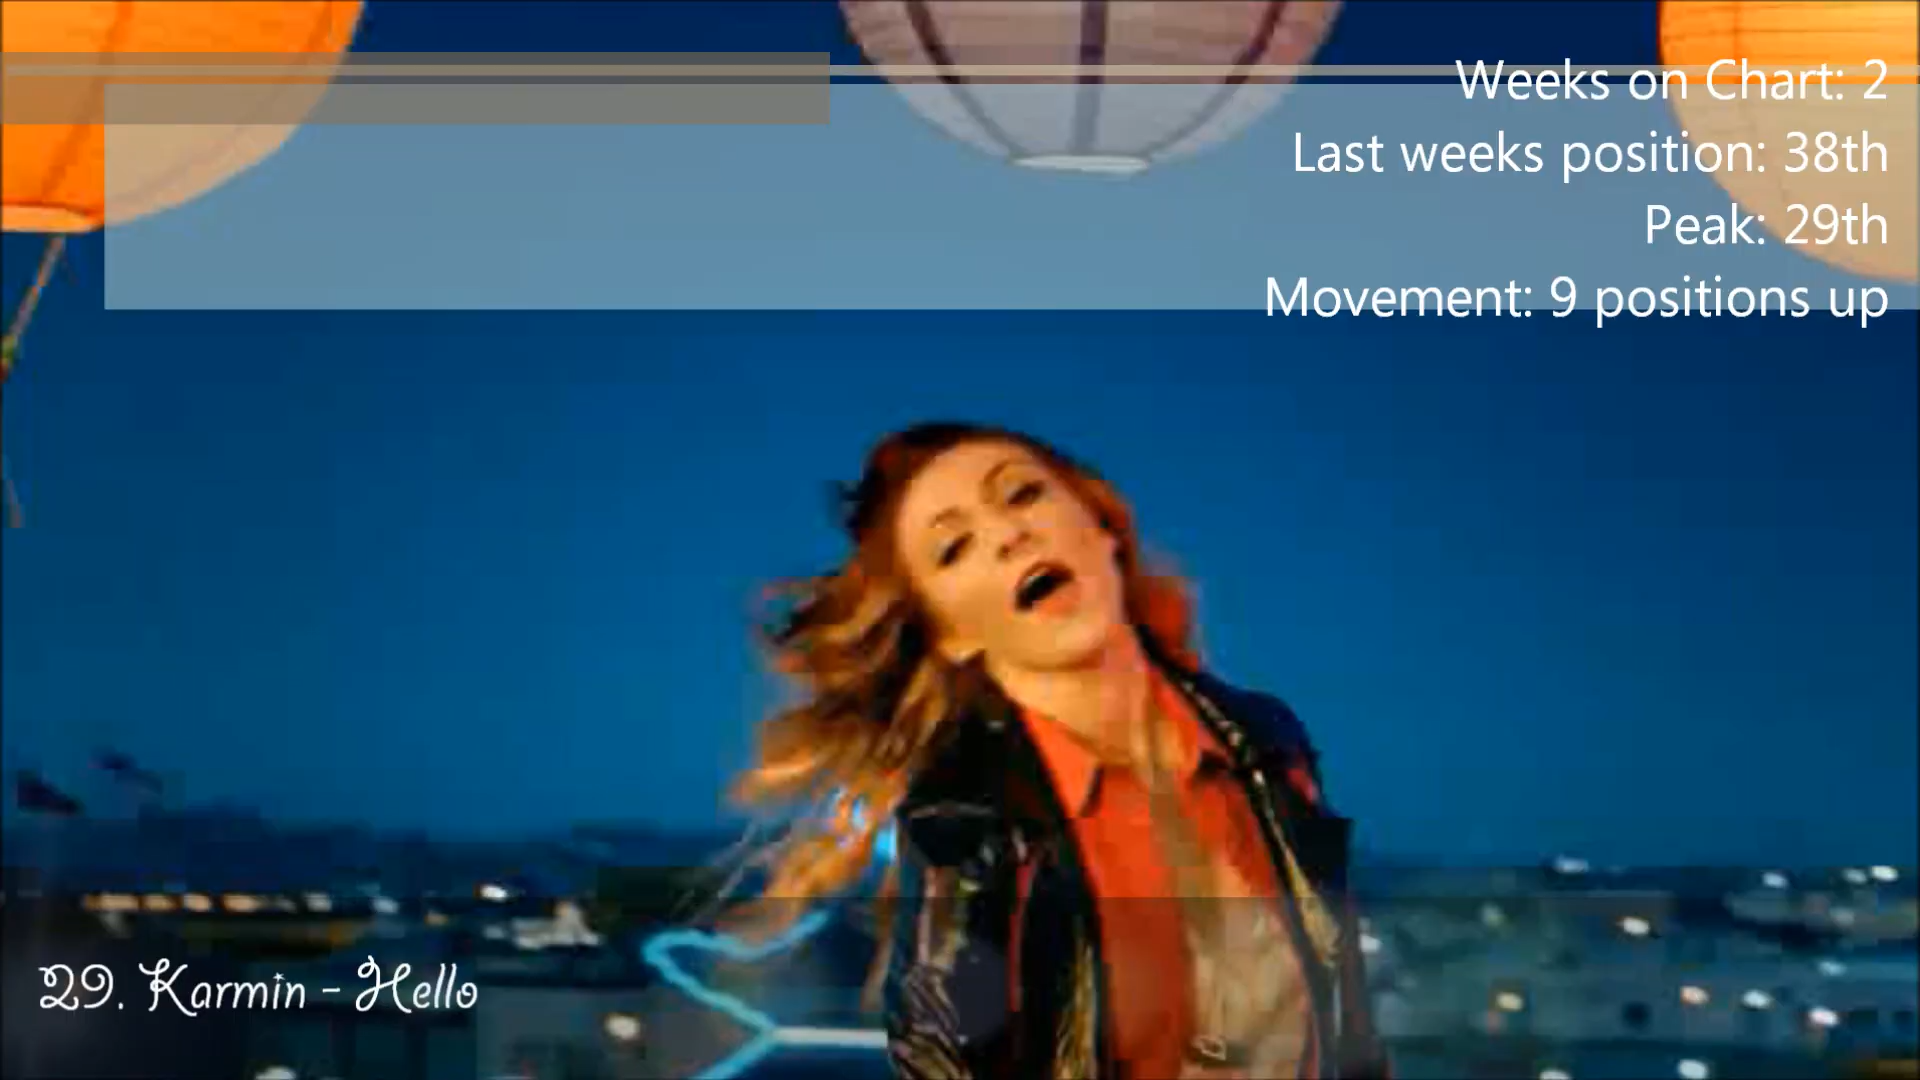 Weeks on Chart: 2
Last weeks position: 38th
Peak: 29th
Movement: 9 positions up
29. Karmin - Hello